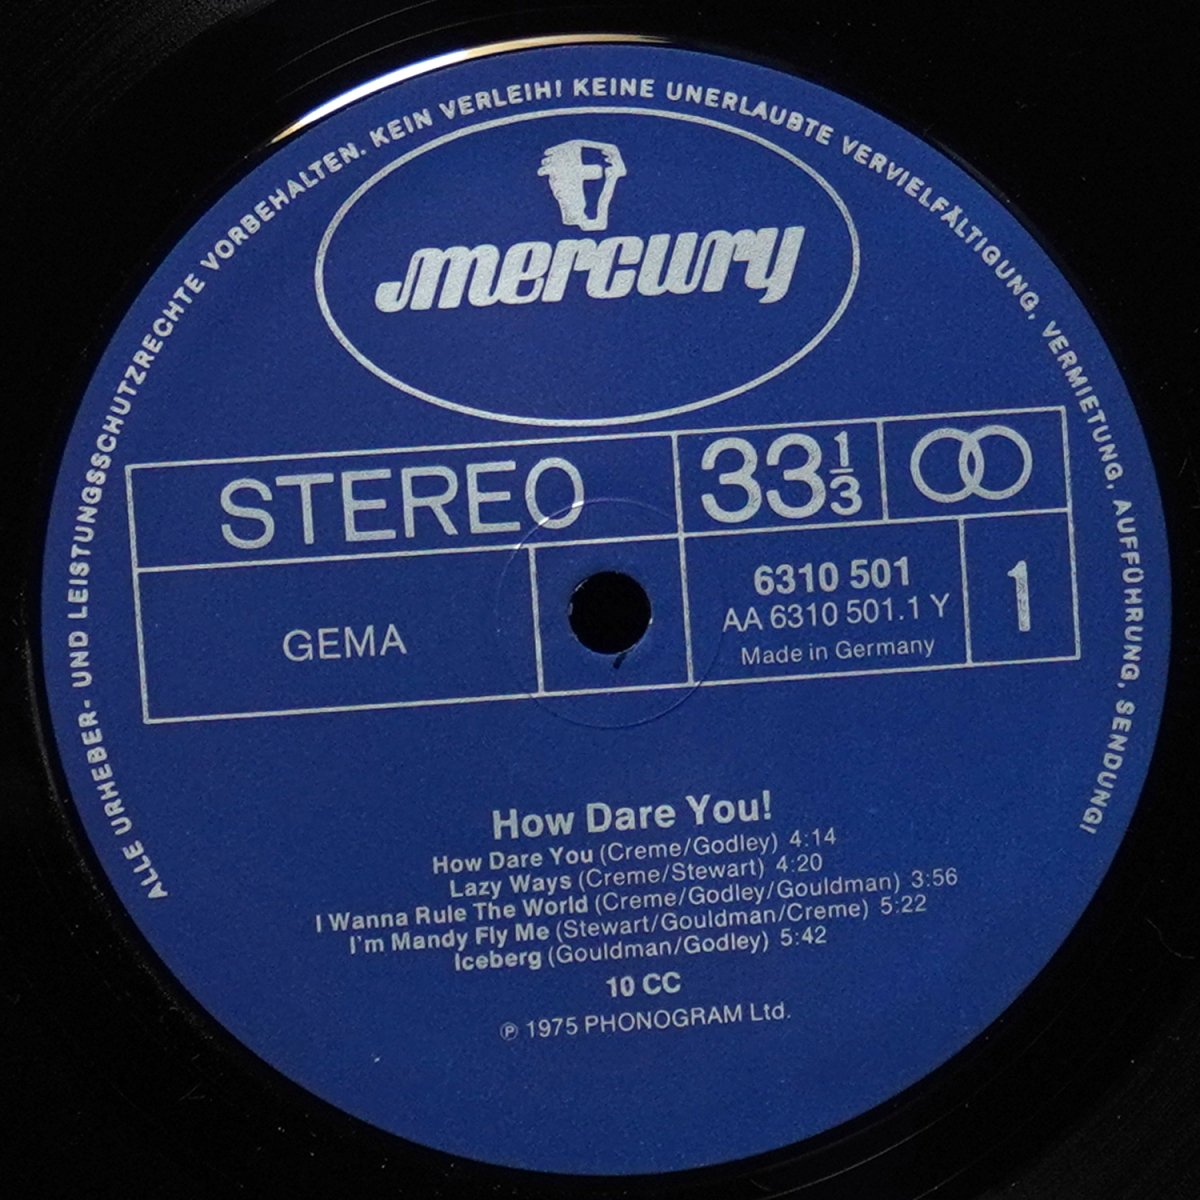 ALLE URHEBER- UND LEISTUNGSSCHUTZRECHTE VORBEHALTEN. KEIN VERLEIH! KEINE UNERLAUBTE VERVIELFÄLTIGUNG, VERMIETUNG, AUFFÜHRUNG, SENDUNG!
mercury
STEREO
33 1/3
GEMA
6310 501
AA 6310 501.1 Y
Made in Germany
1
How Dare You!
How Dare You (Creme/Godley) 4:14
Lazy Ways (Creme/Stewart) 4:20
I Wanna Rule The World (Creme/Godley/Gouldman) 3:56
I'm Mandy Fly Me (Stewart/Gouldman/Creme) 5:22
Iceberg (Gouldman/Godley) 5:42
10 CC
℗ 1975 PHONOGRAM Ltd.